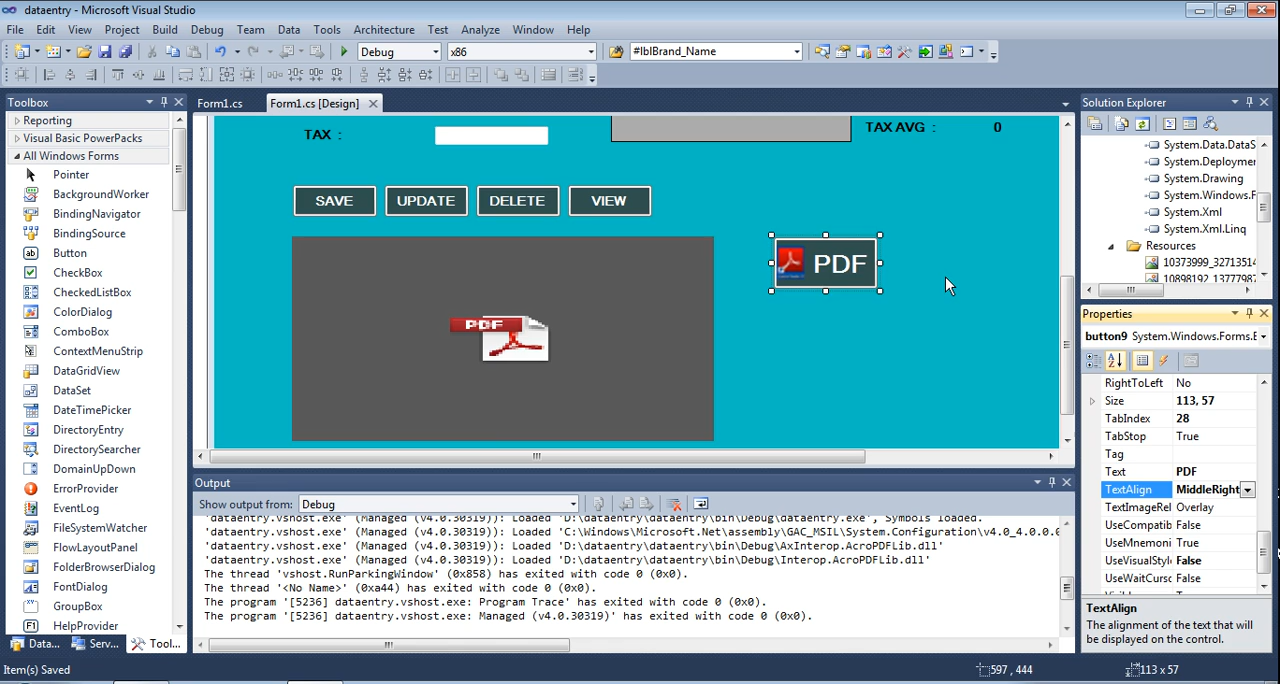 dataentry - Microsoft Visual Studio
File Edit View Project Build Debug Team Data Tools Architecture Test Analyze Window Help
Debug x86 #lblBrand_Name
Toolbox
Form1.cs Form1.cs [Design]
Solution Explorer
Reporting
Visual Basic PowerPacks
All Windows Forms
Pointer
BackgroundWorker
BindingNavigator
BindingSource
Button
CheckBox
CheckedListBox
ColorDialog
ComboBox
ContextMenuStrip
DataGridView
DataSet
DateTimePicker
DirectoryEntry
DirectorySearcher
DomainUpDown
ErrorProvider
EventLog
FileSystemWatcher
FlowLayoutPanel
FolderBrowserDialog
FontDialog
GroupBox
HelpProvider
Data... Serv... Tool...
TAX :
TAX AVG : 0
SAVE UPDATE DELETE VIEW
PDF
PDF
System.Data.DataS
System.Deploymer
System.Drawing
System.Windows.F
System.Xml
System.Xml.Linq
Resources
10373999_32713514
10898192_13777987
Properties
button9 System.Windows.Forms.E
RightToLeft No
Size 113, 57
TabIndex 28
TabStop True
Tag
Text PDF
TextAlign MiddleRight
TextImageRel Overlay
UseCompatib False
UseMnemoni True
UseVisualStyle False
UseWaitCursc False
TextAlign
The alignment of the text that will
be displayed on the control.
Output
Show output from: Debug
'dataentry.vshost.exe' (Managed (v4.0.30319)): Loaded 'D:\dataentry\dataentry\bin\Debug\dataentry.exe', Symbols loaded.
'dataentry.vshost.exe' (Managed (v4.0.30319)): Loaded 'C:\Windows\Microsoft.Net\assembly\GAC_MSIL\System.Configuration\v4.0_4.0.0.0
'dataentry.vshost.exe' (Managed (v4.0.30319)): Loaded 'D:\dataentry\dataentry\bin\Debug\AxInterop.AcroPDFLib.dll'
'dataentry.vshost.exe' (Managed (v4.0.30319)): Loaded 'D:\dataentry\dataentry\bin\Debug\Interop.AcroPDFLib.dll'
The thread 'vshost.RunParkingWindow' (0x858) has exited with code 0 (0x0).
The thread '<No Name>' (0xa44) has exited with code 0 (0x0).
The program '[5236] dataentry.vshost.exe: Program Trace' has exited with code 0 (0x0).
The program '[5236] dataentry.vshost.exe: Managed (v4.0.30319)' has exited with code 0 (0x0).
Item(s) Saved 597 , 444 113 x 57